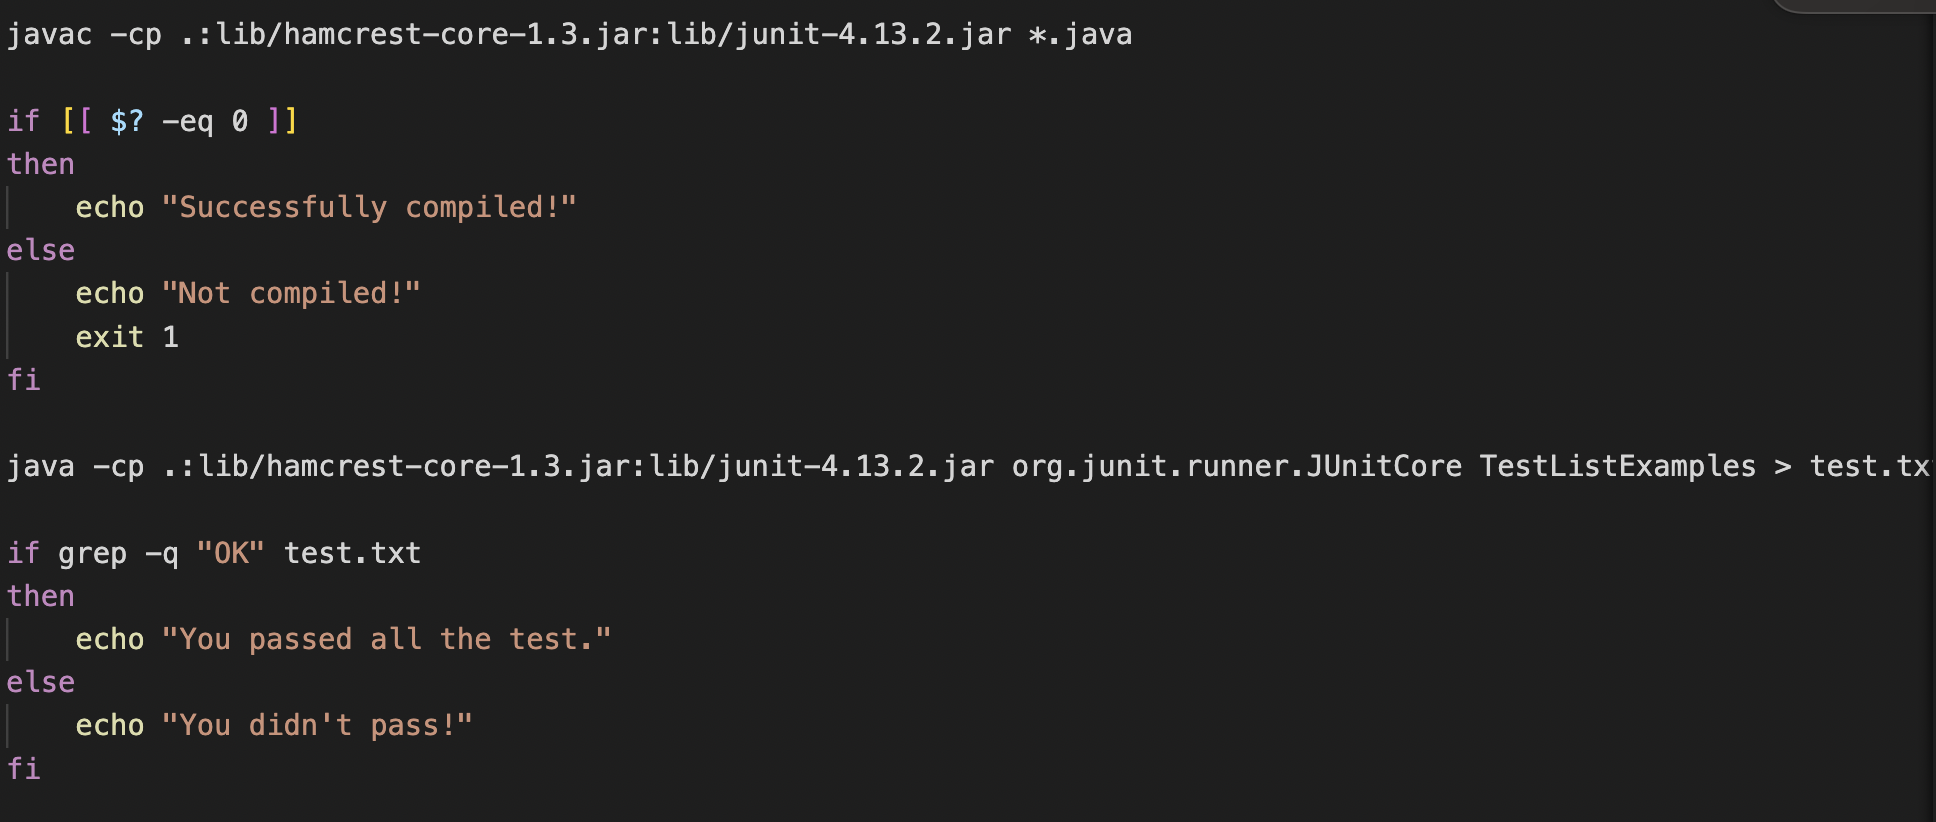 javac -cp .:lib/hamcrest-core-1.3.jar:lib/junit-4.13.2.jar *.java
if [[ $? -eq 0 ]]
then
echo "Successfully compiled!"
else
echo "Not compiled!"
exit 1
fi
java -cp .:lib/hamcrest-core-1.3.jar:lib/junit-4.13.2.jar org.junit.runner.JUnitCore TestListExamples > test.tx
if grep -q "OK" test.txt
then
echo "You passed all the test."
else
echo "You didn't pass!"
fi